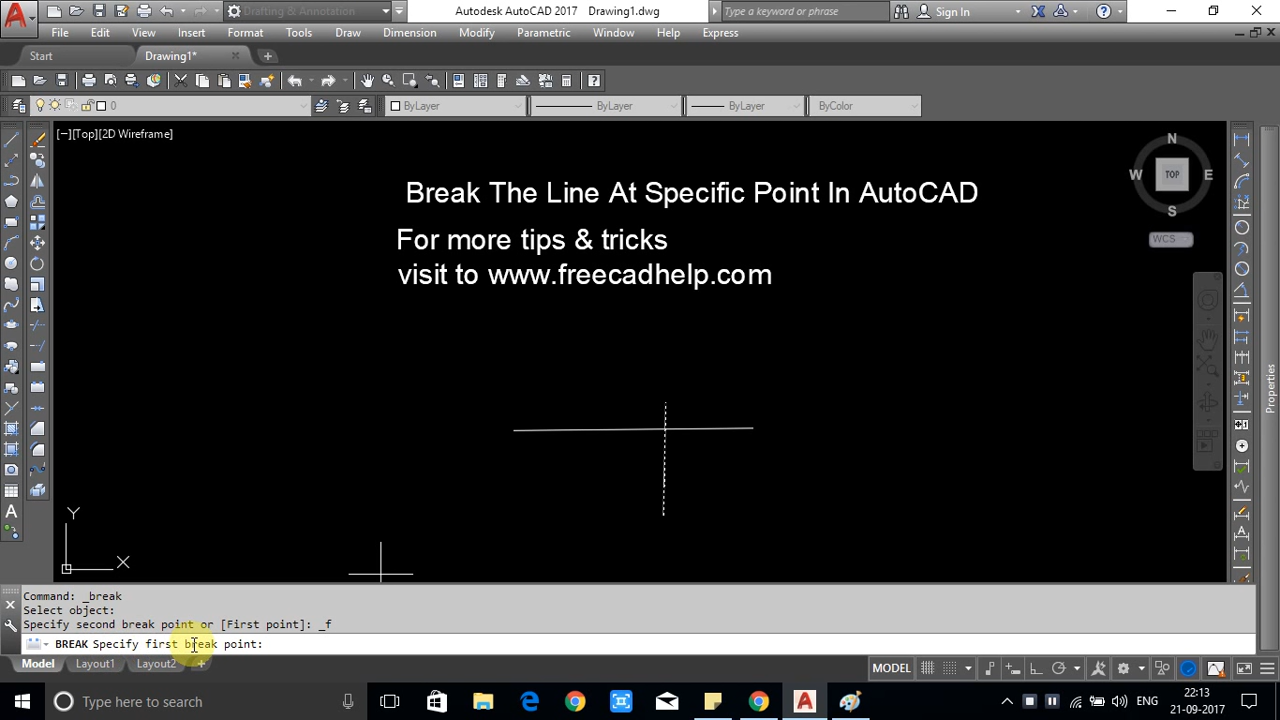 Drafting & Annotation
Autodesk AutoCAD 2017 Drawing1.dwg
Type a keyword or phrase
Sign In
File Edit View Insert Format Tools Draw Dimension Modify Parametric Window Help Express
Start
Drawing1*
0
ByLayer
ByLayer
ByLayer
ByColor
[−][Top][2D Wireframe]
N
W
TOP
E
S
WCS
Break The Line At Specific Point In AutoCAD
For more tips & tricks
visit to www.freecadhelp.com
Properties
Y
X
Command: _break
Select object:
Specify second break point or [First point]: _f
BREAK Specify first break point:
Model Layout1 Layout2
MODEL
Type here to search
22:13
21-09-2017